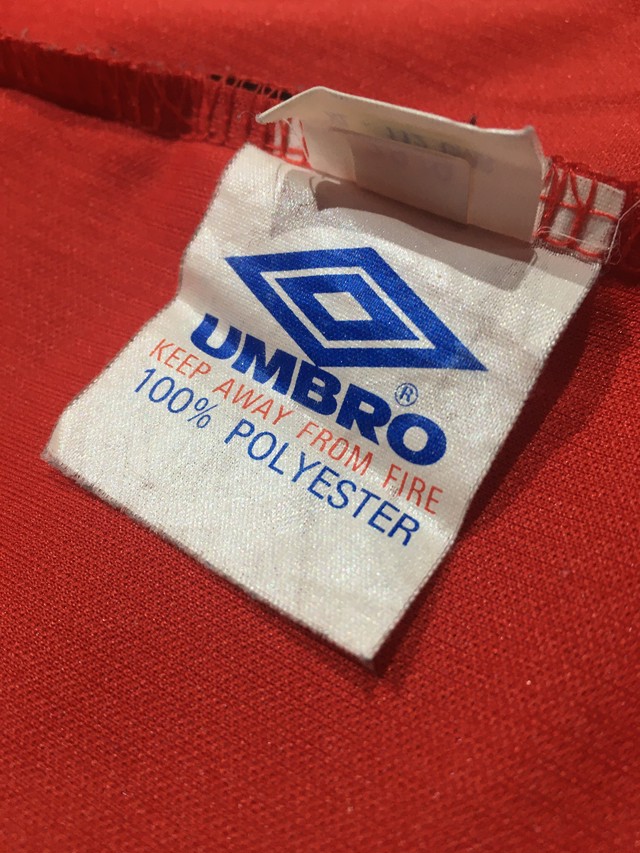 UMBRO®
KEEP AWAY FROM FIRE
100% POLYESTER